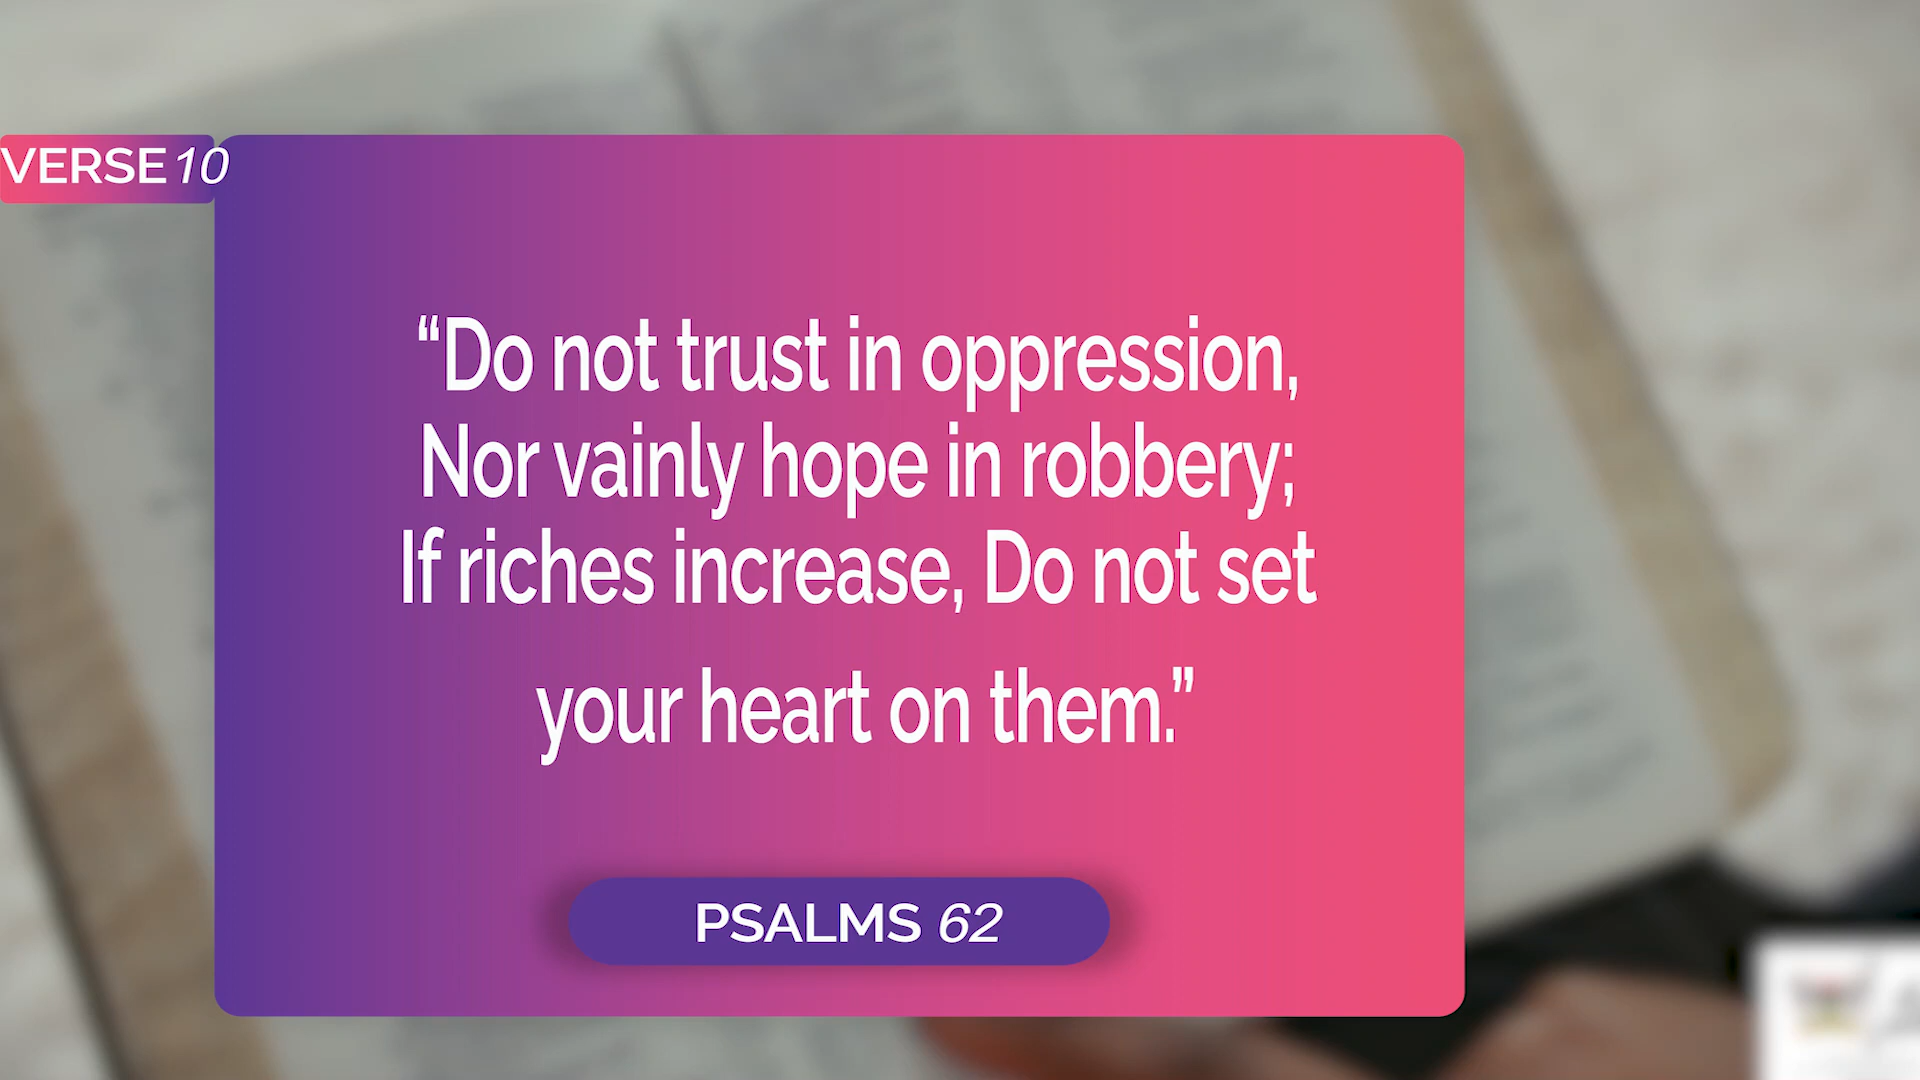 VERSE 10
“Do not trust in oppression,
Nor vainly hope in robbery;
If riches increase, Do not set
your heart on them.”
PSALMS 62